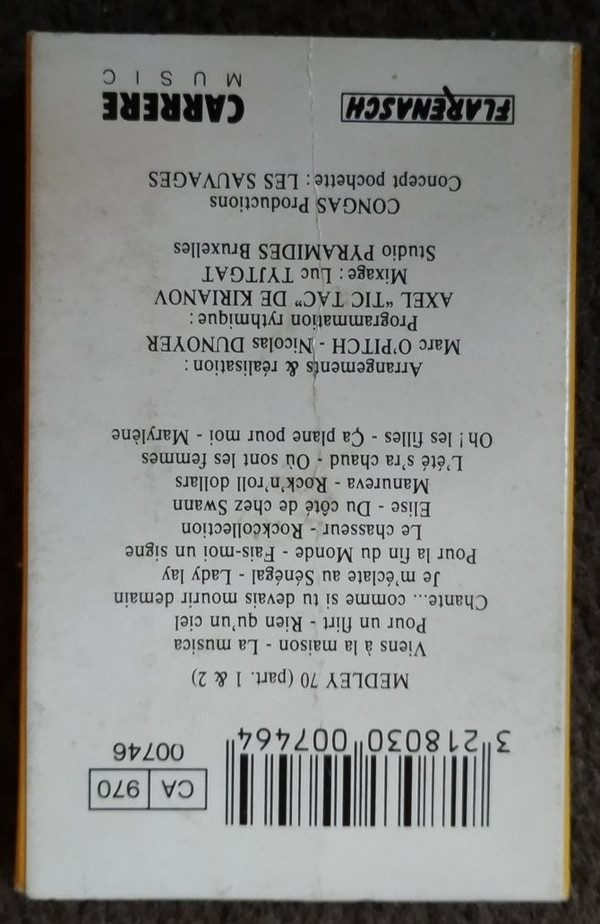 3 218030 007464
CA 970
00746
MEDLEY 70 (part. 1 & 2)
Viens à la maison - La musica
Pour un flirt - Rien qu'un ciel
Chante... comme si tu devais mourir demain
Je m'éclate au Sénégal - Lady lay
Pour la fin du Monde - Fais-moi un signe
Le chasseur - Rockcollection
Elise - Du côté de chez Swann
Manureva - Rock'n'roll dollars
L'été s'ra chaud - Où sont les femmes
Oh ! les filles - Ça plane pour moi - Marylène
Arrangements & réalisation :
Marc O'PITCH - Nicolas DUNOYER
Programmation rythmique :
AXEL "TIC TAC" DE KIRIANOV
Mixage : Luc TYJTGAT
Studio PYRAMIDES Bruxelles
CONGAS Productions
Concept pochette : LES SAUVAGES
FLARENASCH
CARRERE
MUSIC